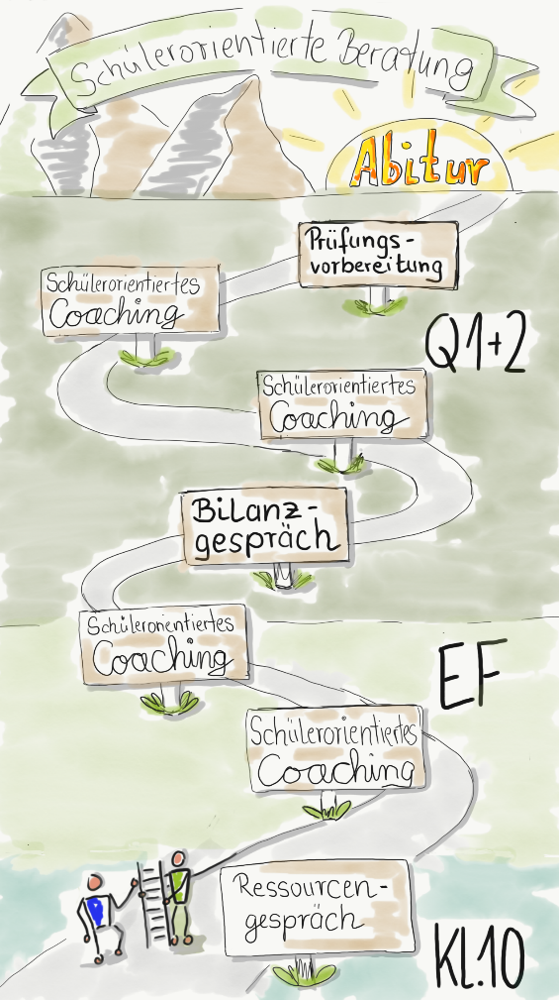 Schülerorientierte Beratung
Abitur
Prüfungs-
vorbereitung
Schülerorientiertes
Coaching
Q1+2
Schülerorientiertes
Coaching
Bilanz-
gespräch
Schülerorientiertes
Coaching
EF
Schülerorientiertes
Coaching
Ressourcen-
gespräch
Kl.10